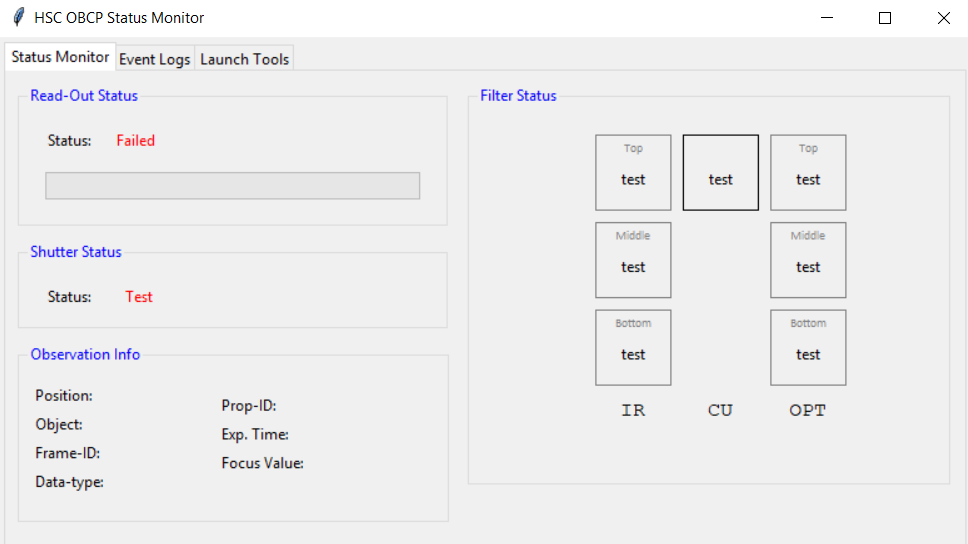 HSC OBCP Status Monitor
Status Monitor Event Logs Launch Tools
Read-Out Status
Status: Failed
Shutter Status
Status: Test
Observation Info
Position:
Object:
Frame-ID:
Data-type:
Prop-ID:
Exp. Time:
Focus Value:
Filter Status
Top Top
test test test
Middle Middle
test test
Bottom Bottom
test test
IR CU OPT